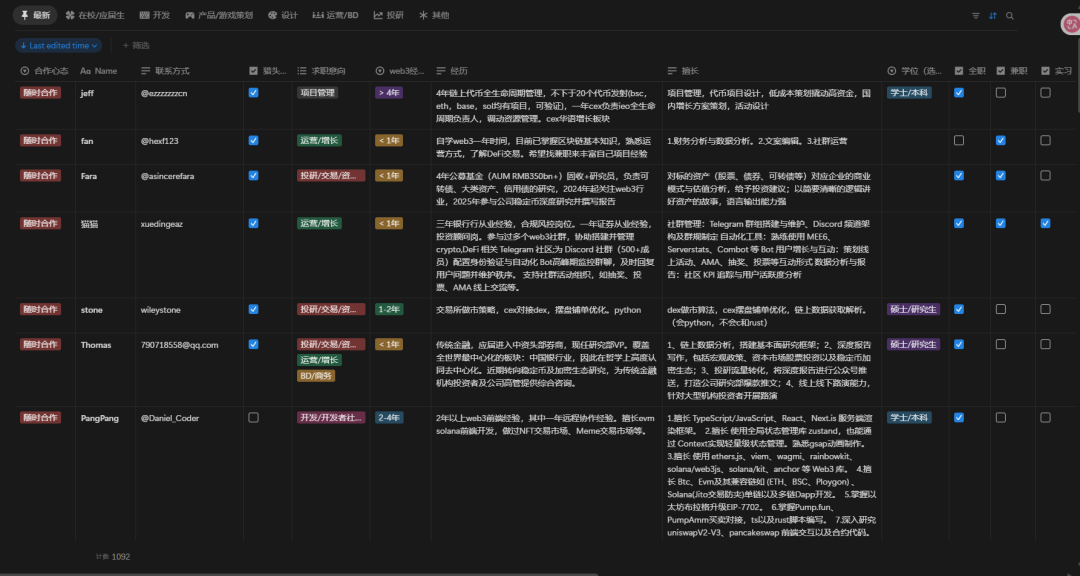 最新 在校/应届生 开发 产品/游戏策划 设计 运营/BD 投研 其他
Last edited time
+ 筛选
合作心态 Aa Name 联系方式 猎头... 求职意向 web3经... 经历 擅长 学位（选... 全职 兼职 实习
随时合作 jeff @ezzzzzzcn 项目管理 > 4年
4年链上代币全生命周期管理，不下于20个代币发射(bsc，
eth，base，sol均有项目，可验证)，一年cex负责ieo全生命
周期负责人，调动资源管理。cex华语增长板块
项目管理，代币项目设计，低成本策划撬动高资金，国
内增长方案策划，活动设计
学士/本科
随时合作 fan @hexf123 运营/增长 < 1年
自学web3一年时间，目前已掌握区块链基本知识，熟悉运
营方式，了解DeFi交易。希望找兼职来丰富自己项目经验
1.财务分析与数据分析。2.文案编辑。3.社群运营
随时合作 Fara @asincerefara 投研/交易/资... < 1年
4年公募基金（AUM RMB350bn+）固收+研究员，负责可
转债、大类资产、信用债的研究，2024年起关注web3行
业，2025年参与公司稳定币深度研究并撰写报告
对标的资产（股票、债券、可转债等）对应企业的商业
模式与估值分析，给予投资建议；以简要清晰的逻辑讲
好资产的故事，语言输出能力强
随时合作 猫猫 xuedingeaz 运营/增长 < 1年
三年银行行从业经验，合规风控岗位。一年证券从业经验，
投资顾问岗。参与过多个web3社群，协助搭建并管理
crypto,DeFi 相关 Telegram 社区;为 Discord 社群（500+成
员）配置身份验证与自动化 Bot高峰期监控群聊，及时回复
用户问题并维护秩序。 支持社群活动组织，如抽奖、投
票、AMA 线上交流等。
社群管理：Telegram 群组搭建与维护、Discord 频道架
构及群规制定 自动化工具：熟练使用 MEE6、
Serverstats、Combot 等 Bot 用户增长与互动：策划线
上活动、AMA、抽奖、投票等互动形式 数据分析与报
告：社区 KPI 追踪与用户活跃度分析
随时合作 stone wileystone 投研/交易/资... 1-2年
交易所做市策略，cex对接dex，摆盘铺单优化。python
dex做市算法，cex摆盘铺单优化，链上数据获取解析。
（会python，不会c和rust）
硕士/研究生
随时合作 Thomas 790718558@qq.com 投研/交易/资... < 1年
运营/增长
BD/商务
传统金融，应届进入中资头部券商，现任研究部VP。覆盖
全世界最中心化的板块：中国银行业，因此在哲学上高度认
同去中心化。近期转向稳定币及加密生态研究，为传统金融
机构投资者及公司高管提供综合咨询。
1、链上数据分析，搭建基本面研究框架；2、深度报告
写作，包括宏观政策、资本市场股票投资以及稳定币加
密生态；3、投研流量转化，将深度报告进行公众号推
送，打造公司研究部爆款推文；4、线上线下路演能力，
针对大型机构投资者开展路演
硕士/研究生
随时合作 PangPang @Daniel_Coder 开发/开发者社... 2-4年
2年以上web3前端经验，其中一年远程协作经验。擅长evm
solana前端开发，做过NFT交易市场、Meme交易市场等。
1.擅长 TypeScript/JavaScript、React、Next.js 服务端渲
染框架。 2.擅长 使用全局状态管理库 zustand，也能通
过 Context实现轻量级状态管理。熟悉gsap动画制作。
3.擅长 使用 ethers.js、viem、wagmi、rainbowkit、
solana/web3js、solana/kit、anchor 等 Web3 库。 4.擅
长 Btc、Evm及其兼容链如 (ETH、BSC、Ploygon) 、
Solana(Jito交易防夹)单链以及多链Dapp开发。 5.掌握以
太坊布拉格升级EIP-7702。 6.掌握Pump.fun、
PumpAmm买卖对接，ts以及rust脚本编写。 7.深入研究
uniswapV2-V3、pancakeswap 前端交互以及合约代码。
学士/本科
计数 1092